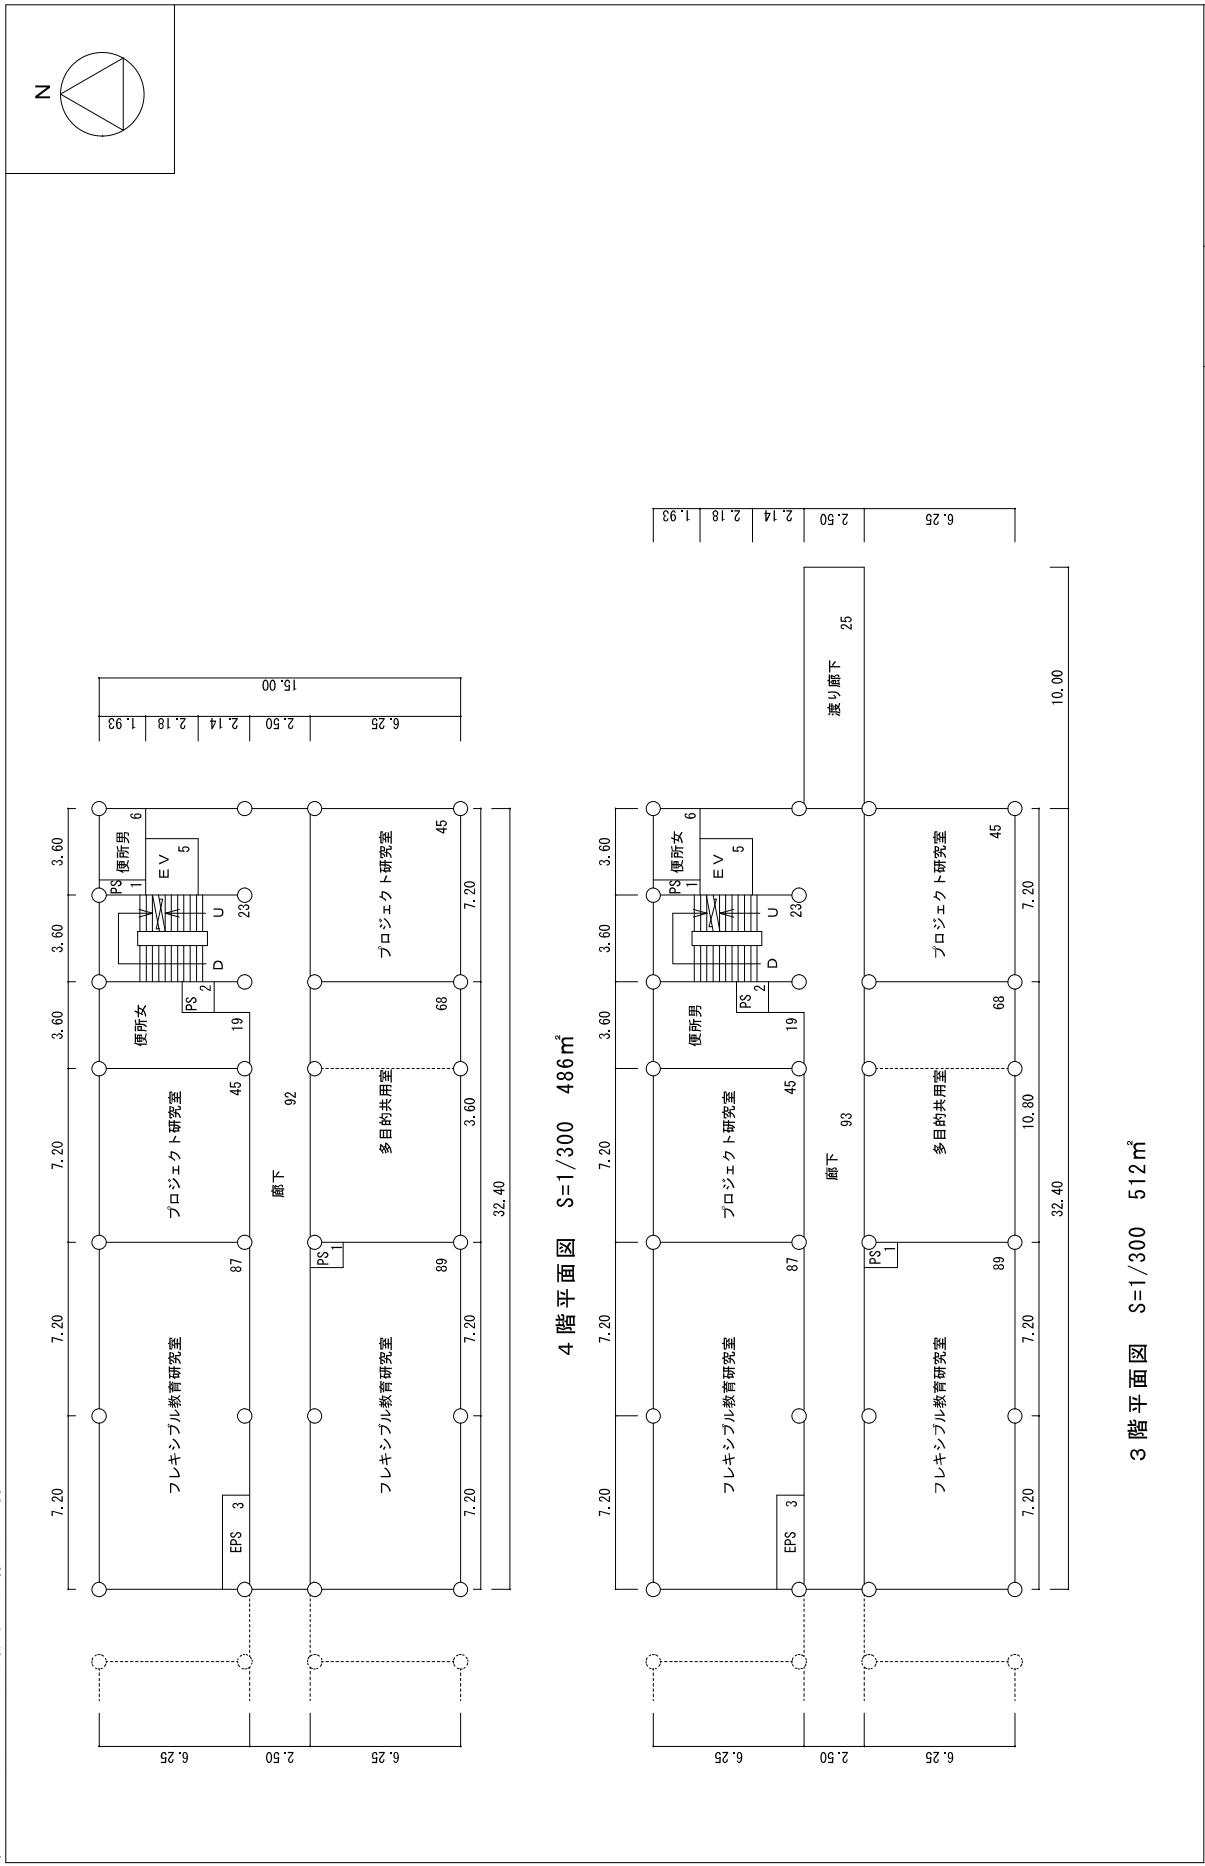 N
15.00
1.93
2.18
2.14
2.50
6.25
3.60
3.60
3.60
7.20
7.20
7.20
PS
1
便所男
6
EV
5
U
D
23
便所女
PS
2
19
プロジェクト研究室
45
フレキシブル教育研究室
87
EPS
3
廊下
92
プロジェクト研究室
45
多目的共用室
68
PS
1
フレキシブル教育研究室
89
7.20
3.60
7.20
7.20
32.40
6.25
2.50
6.25
4階平面図 S=1/300 486㎡
1.93
2.18
2.14
2.50
6.25
3.60
3.60
3.60
7.20
7.20
7.20
PS
1
便所女
6
EV
5
U
D
23
便所男
PS
2
19
プロジェクト研究室
45
フレキシブル教育研究室
87
EPS
3
渡り廊下
25
廊下
93
プロジェクト研究室
45
多目的共用室
68
PS
1
フレキシブル教育研究室
89
7.20
10.80
7.20
7.20
10.00
32.40
6.25
2.50
6.25
3階平面図 S=1/300 512㎡